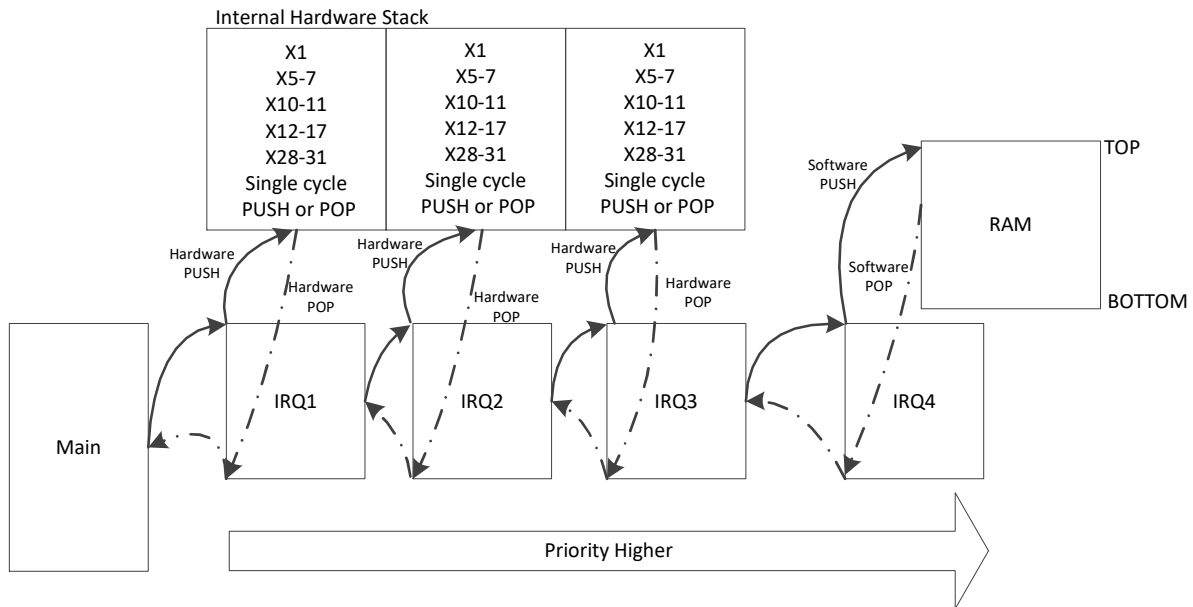 Internal Hardware Stack
X1
X5-7
X10-11
X12-17
X28-31
Single cycle
PUSH or POP
X1
X5-7
X10-11
X12-17
X28-31
Single cycle
PUSH or POP
X1
X5-7
X10-11
X12-17
X28-31
Single cycle
PUSH or POP
Software
PUSH
TOP
RAM
BOTTOM
Software
POP
Hardware
PUSH
Hardware
POP
Hardware
PUSH
Hardware
POP
Hardware
PUSH
Hardware
POP
Main
IRQ1
IRQ2
IRQ3
IRQ4
Priority Higher